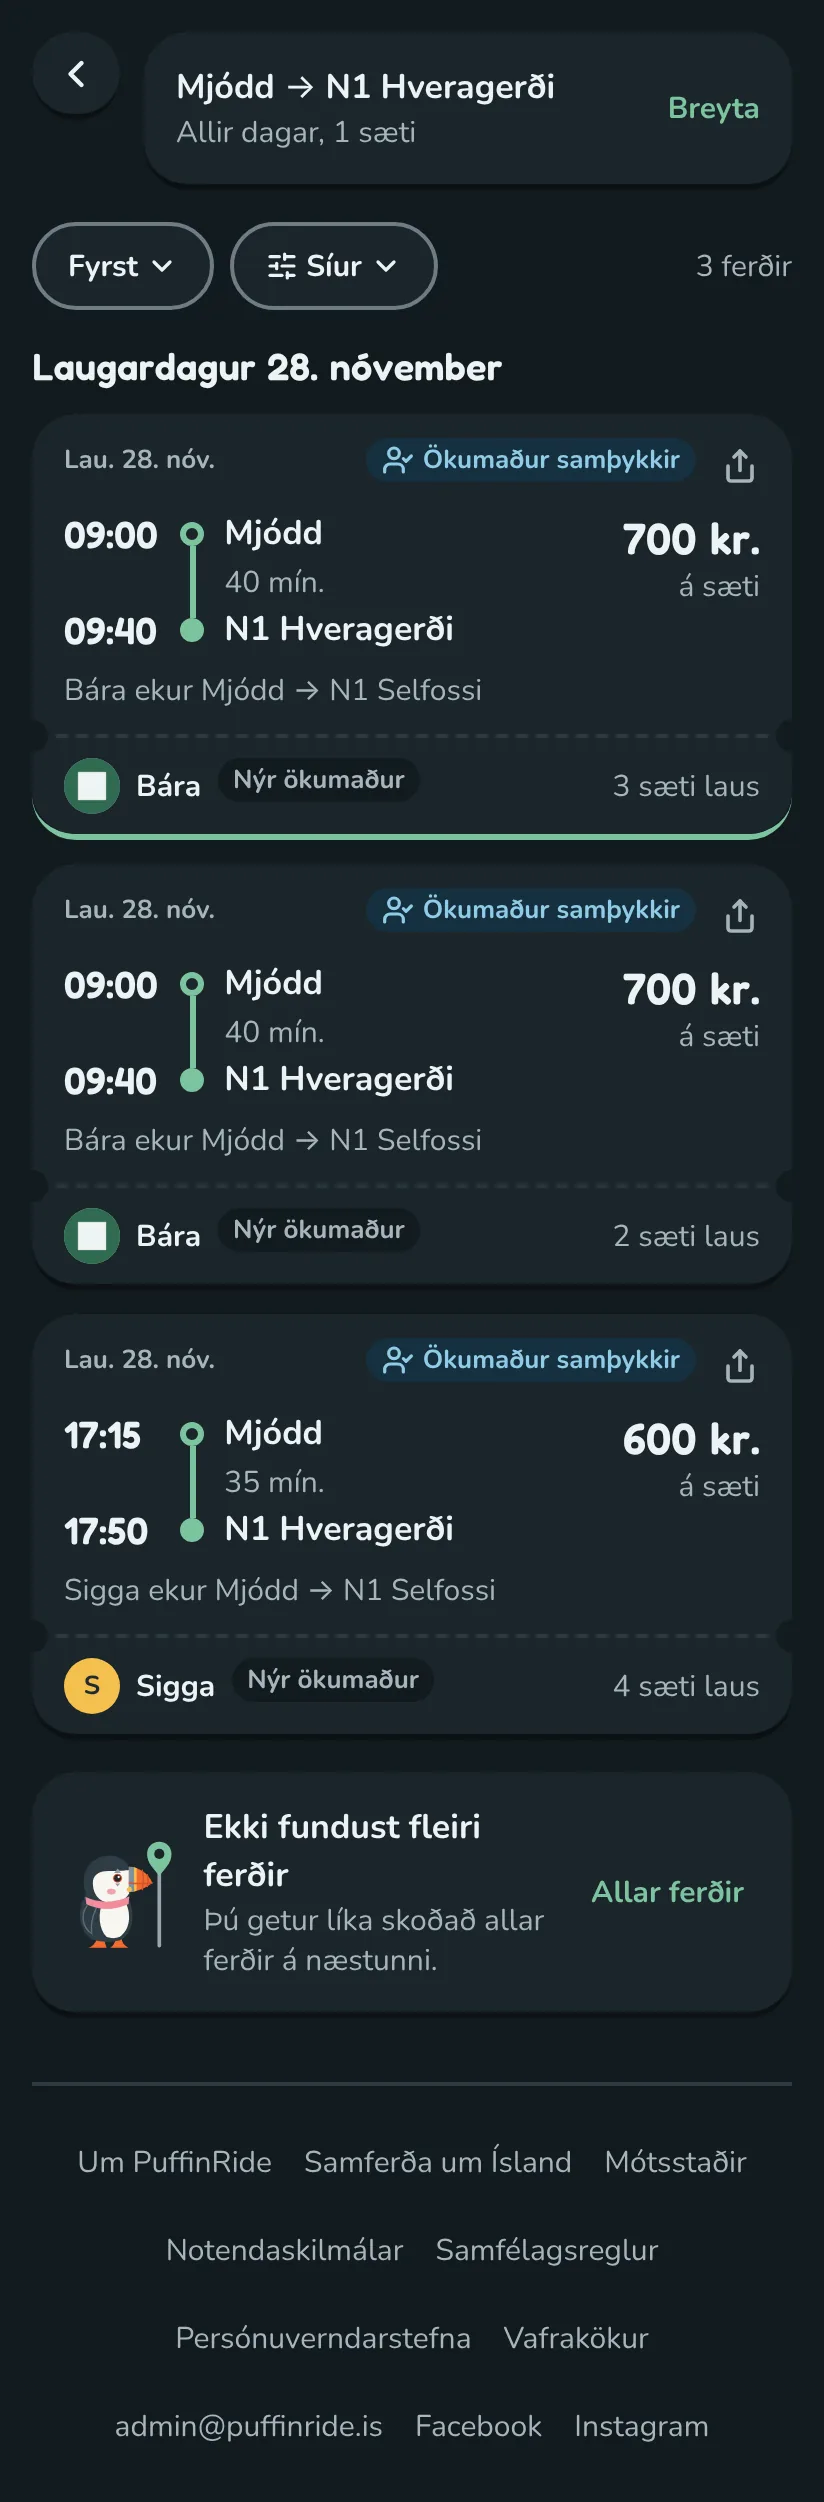 Mjódd → N1 Hveragerði
Allir dagar, 1 sæti
Breyta
Fyrst
Síur
3 ferðir
Laugardagur 28. nóvember
Lau. 28. nóv.
Ökumaður samþykkir
09:00
Mjódd
700 kr.
40 mín.
á sæti
09:40
N1 Hveragerði
Bára ekur Mjódd → N1 Selfossi
Bára
Nýr ökumaður
3 sæti laus
Lau. 28. nóv.
Ökumaður samþykkir
09:00
Mjódd
700 kr.
40 mín.
á sæti
09:40
N1 Hveragerði
Bára ekur Mjódd → N1 Selfossi
Bára
Nýr ökumaður
2 sæti laus
Lau. 28. nóv.
Ökumaður samþykkir
17:15
Mjódd
600 kr.
35 mín.
á sæti
17:50
N1 Hveragerði
Sigga ekur Mjódd → N1 Selfossi
S
Sigga
Nýr ökumaður
4 sæti laus
Ekki fundust fleiri
ferðir
Þú getur líka skoðað allar
ferðir á næstunni.
Allar ferðir
Um PuffinRide
Samferða um Ísland
Mótsstaðir
Notendaskilmálar
Samfélagsreglur
Persónuverndarstefna
Vafrakökur
admin@puffinride.is
Facebook
Instagram